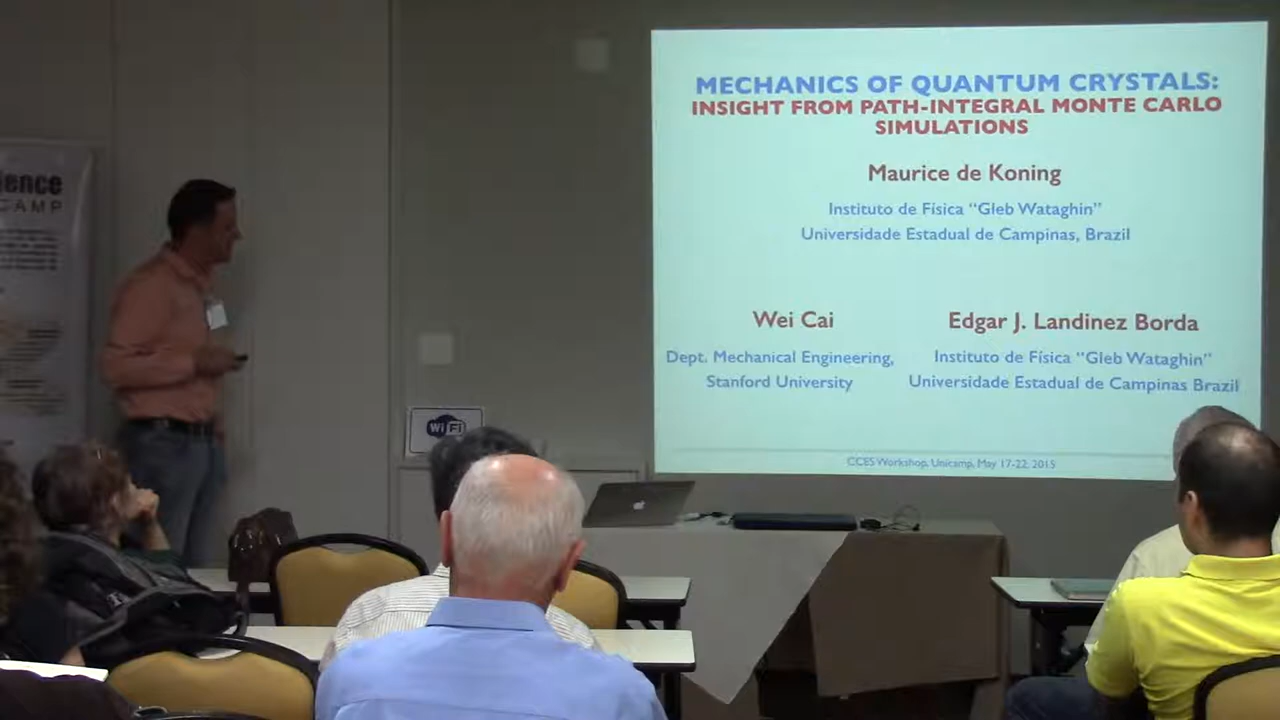 MECHANICS OF QUANTUM CRYSTALS:
INSIGHT FROM PATH-INTEGRAL MONTE CARLO
SIMULATIONS
Maurice de Koning
Instituto de Física “Gleb Wataghin”
Universidade Estadual de Campinas, Brazil
Wei Cai
Dept. Mechanical Engineering,
Stanford University
Edgar J. Landinez Borda
Instituto de Física “Gleb Wataghin”
Universidade Estadual de Campinas Brazil
CCES Workshop, Unicamp, May 17-22, 2015
ience
CAMP
Wi Fi